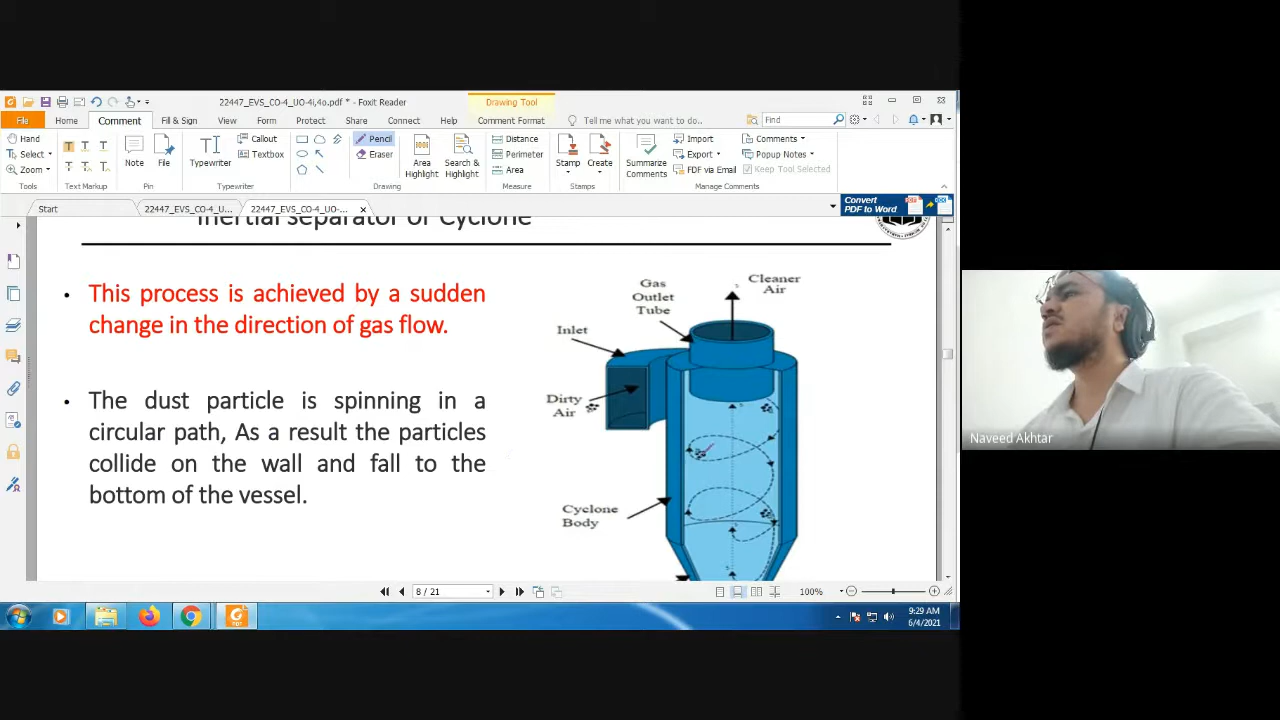 22447_EVS_CO-4_UO-4i,4o.pdf * - Foxit Reader
Drawing Tool
File
Home
Comment
View
Fill & Sign
Form
Protect
Share
Connect
Help
Comment Format
Tell me what you want to do..
Find
Hand
Select
Zoom
Tools
Text Markup
Note
File
Pin
Typewriter
Callout
Textbox
Typewriter
Pencil
Eraser
Drawing
Area Highlight
Search & Highlight
Distance
Perimeter
Area
Measure
Stamp
Create
Stamps
Summarize Comments
Import
Export
FDF via Email
Comments
Popup Notes
Keep Tool Selected
Manage Comments
Start
22447_EVS_CO-4_U...
22447_EVS_CO-4_UO-...
Convert
PDF to Word
Inertial Separator or Cyclone
• This process is achieved by a sudden
change in the direction of gas flow.
• The dust particle is spinning in a
circular path, As a result the particles
collide on the wall and fall to the
bottom of the vessel.
Cleaner
Air
Gas
Outlet
Tube
Inlet
Dirty
Air
Cyclone
Body
8 / 21
100%
9:29 AM
6/4/2021
Naveed Akhtar